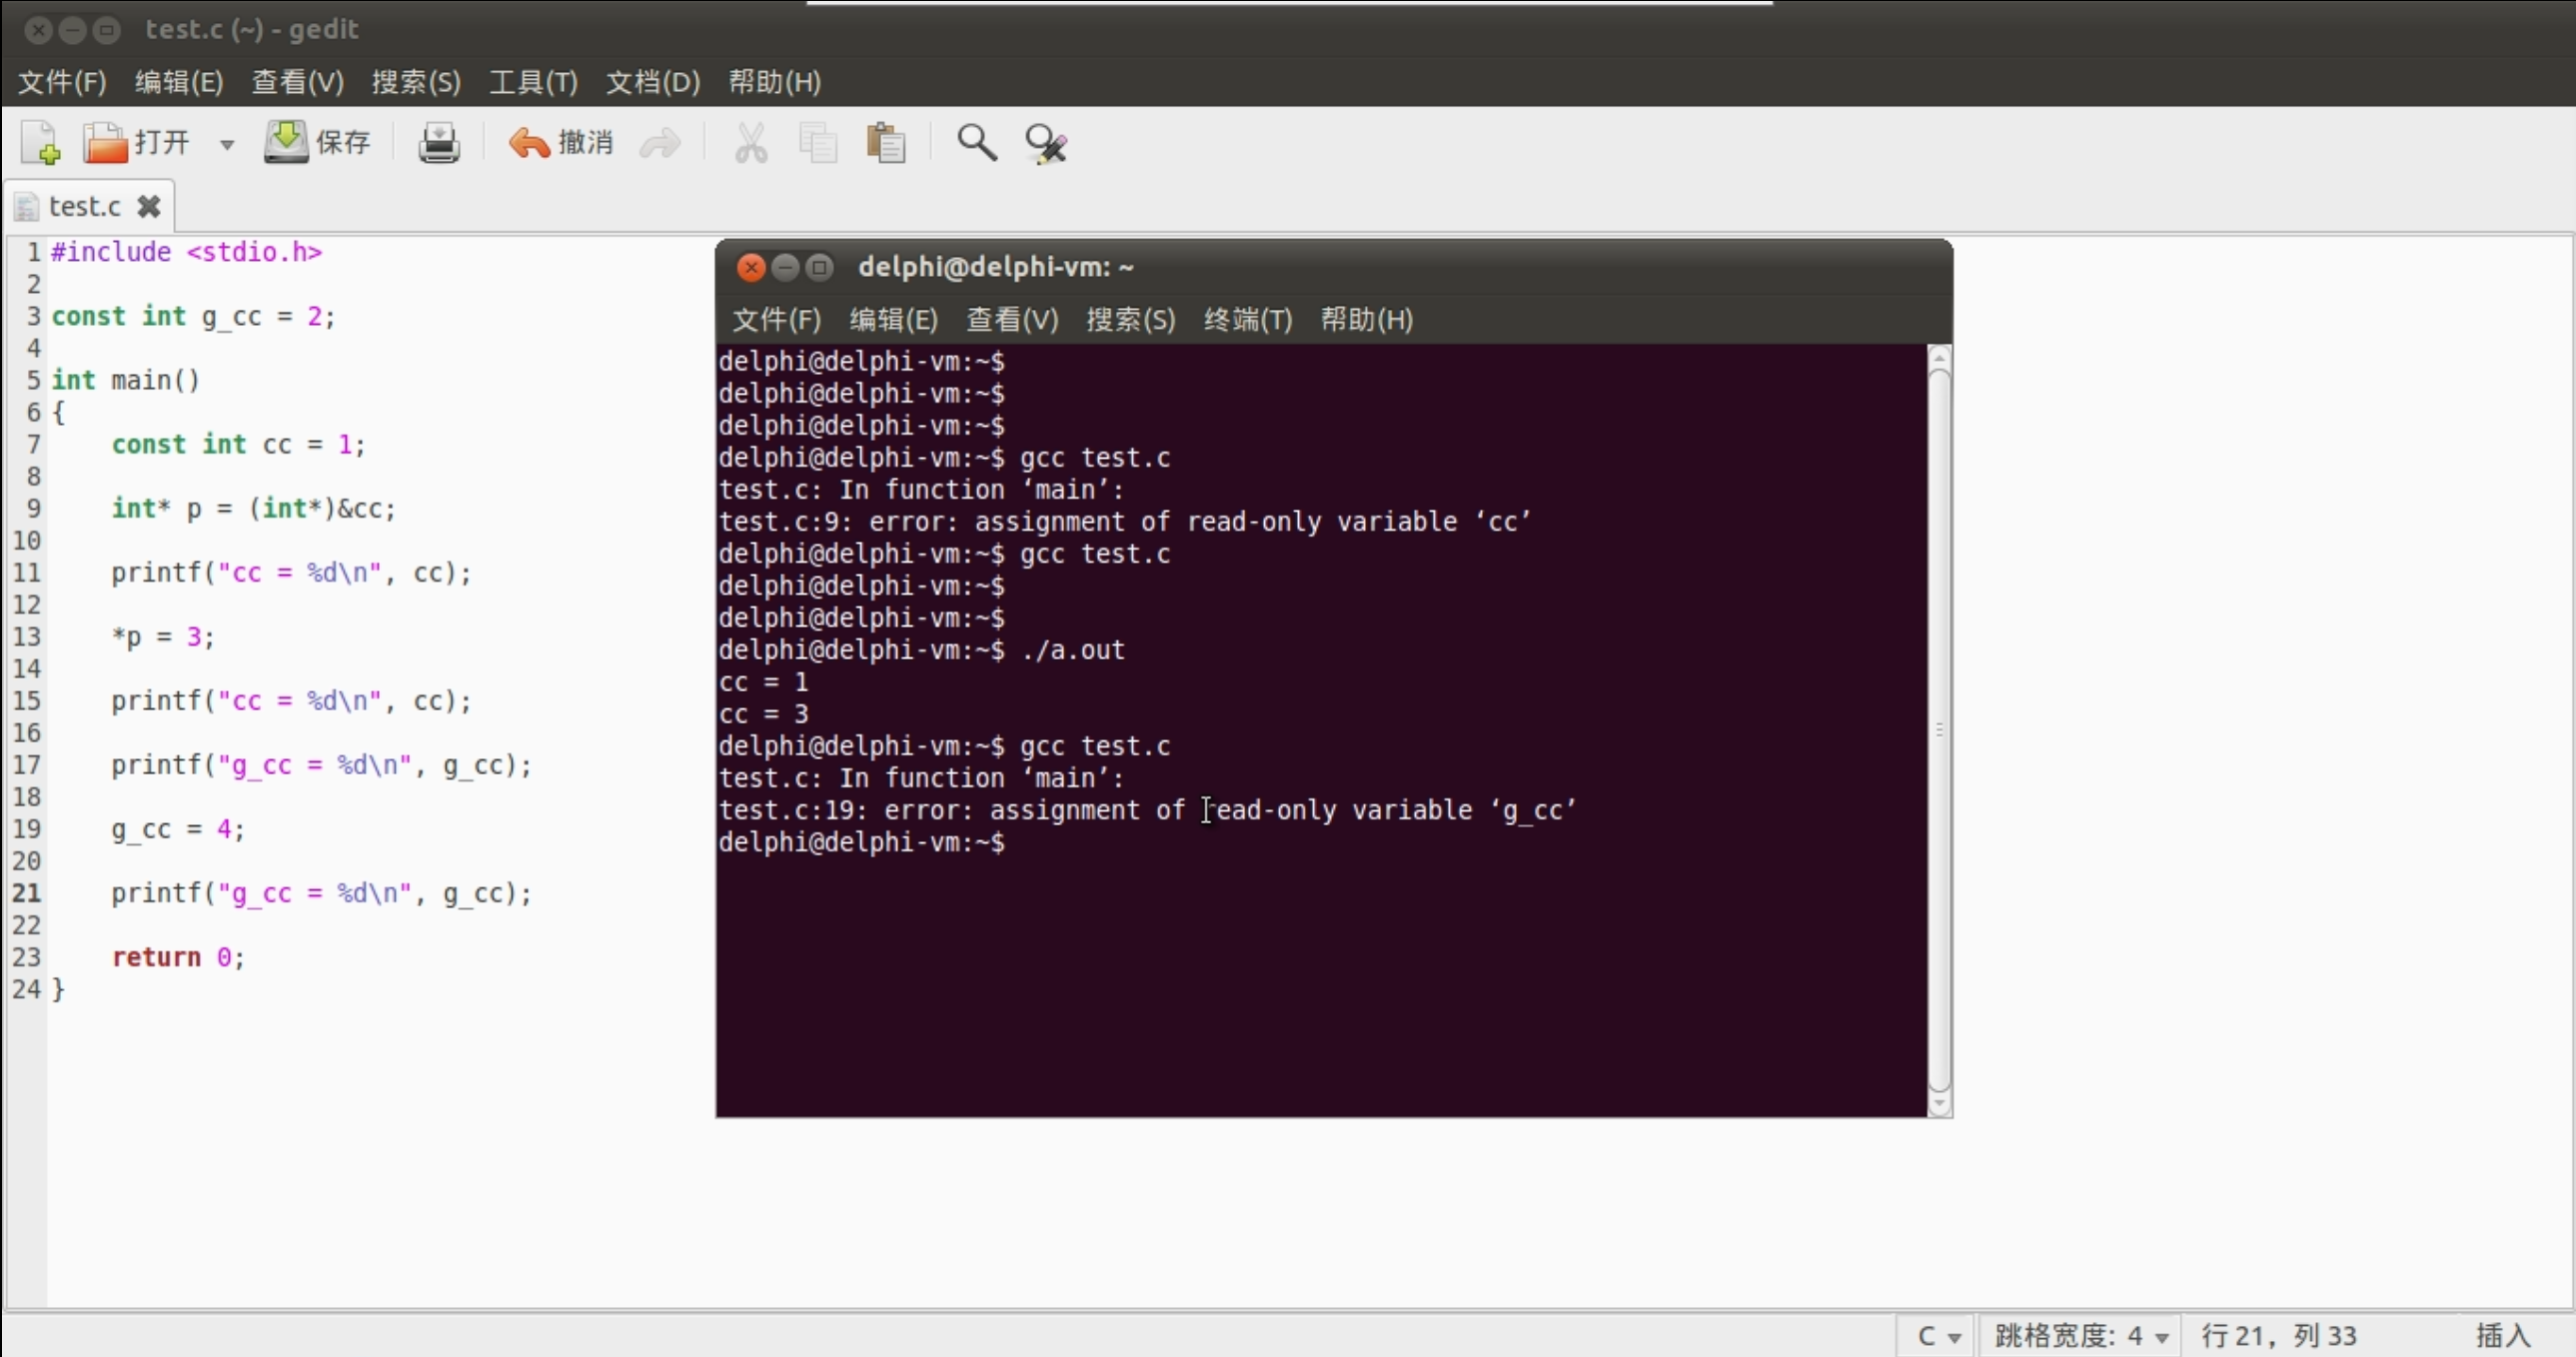 test.c (~) - gedit
文件(F) 编辑(E) 查看(V) 搜索(S) 工具(T) 文档(D) 帮助(H)
打开 保存 撤消
test.c
1 #include <stdio.h>
2
3 const int g_cc = 2;
4
5 int main()
6 {
7     const int cc = 1;
8
9     int* p = (int*)&cc;
10
11     printf("cc = %d\n", cc);
12
13     *p = 3;
14
15     printf("cc = %d\n", cc);
16
17     printf("g_cc = %d\n", g_cc);
18
19     g_cc = 4;
20
21     printf("g_cc = %d\n", g_cc);
22
23     return 0;
24 }
delphi@delphi-vm: ~
文件(F) 编辑(E) 查看(V) 搜索(S) 终端(T) 帮助(H)
delphi@delphi-vm:~$
delphi@delphi-vm:~$
delphi@delphi-vm:~$
delphi@delphi-vm:~$ gcc test.c
test.c: In function ‘main’:
test.c:9: error: assignment of read-only variable ‘cc’
delphi@delphi-vm:~$ gcc test.c
delphi@delphi-vm:~$
delphi@delphi-vm:~$
delphi@delphi-vm:~$ ./a.out
cc = 1
cc = 3
delphi@delphi-vm:~$ gcc test.c
test.c: In function ‘main’:
test.c:19: error: assignment of read-only variable ‘g_cc’
delphi@delphi-vm:~$
C 跳格宽度: 4 行 21，列 33 插入